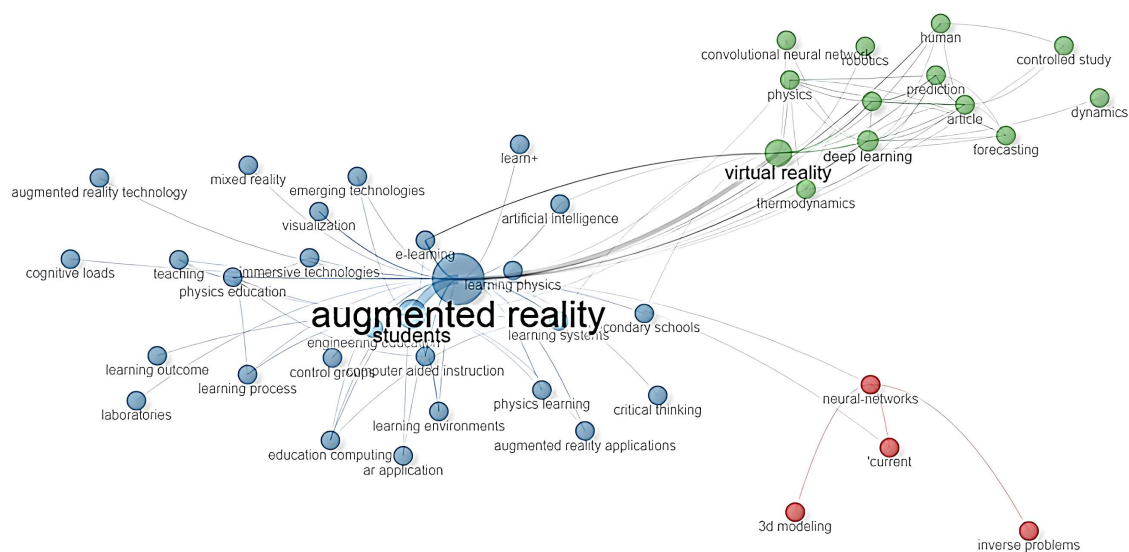 human
convolutional neural network
robotics
controlled study
physics
prediction
article
dynamics
forecasting
deep learning
virtual reality
thermodynamics
learn+
mixed reality
emerging technologies
augmented reality technology
artificial intelligence
visualization
e-learning
cognitive loads
teaching
immersive technologies
physics education
learning physics
augmented reality
students
engineering education
learning systems
condary schools
learning outcome
control group
computer aided instruction
learning process
laboratories
physics learning
critical thinking
learning environments
augmented reality applications
education computing
ar application
neural-networks
'current
3d modeling
inverse problems